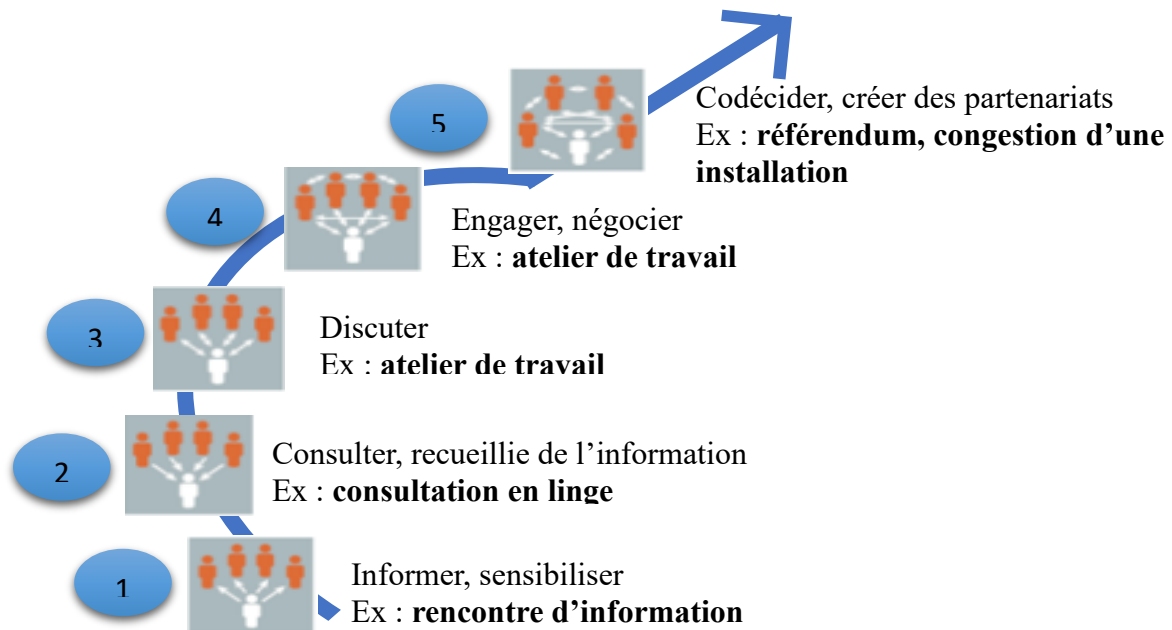 5
Codécider, créer des partenariats
Ex : référendum, congestion d’une
installation
4
Engager, négocier
Ex : atelier de travail
3
Discuter
Ex : atelier de travail
2
Consulter, recueillie de l’information
Ex : consultation en linge
1
Informer, sensibiliser
Ex : rencontre d’information